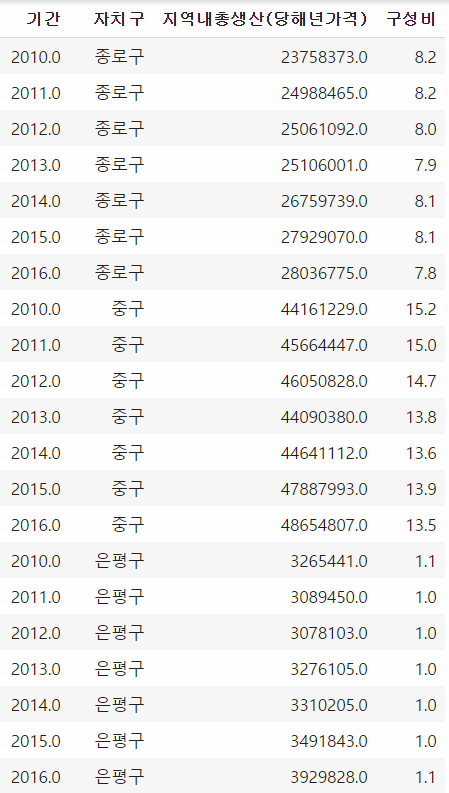 기간 자치구 지역내총생산(당해년가격) 구성비
2010.0 종로구 23758373.0 8.2
2011.0 종로구 24988465.0 8.2
2012.0 종로구 25061092.0 8.0
2013.0 종로구 25106001.0 7.9
2014.0 종로구 26759739.0 8.1
2015.0 종로구 27929070.0 8.1
2016.0 종로구 28036775.0 7.8
2010.0 중구 44161229.0 15.2
2011.0 중구 45664447.0 15.0
2012.0 중구 46050828.0 14.7
2013.0 중구 44090380.0 13.8
2014.0 중구 44641112.0 13.6
2015.0 중구 47887993.0 13.9
2016.0 중구 48654807.0 13.5
2010.0 은평구 3265441.0 1.1
2011.0 은평구 3089450.0 1.0
2012.0 은평구 3078103.0 1.0
2013.0 은평구 3276105.0 1.0
2014.0 은평구 3310205.0 1.0
2015.0 은평구 3491843.0 1.0
2016.0 은평구 3929828.0 1.1